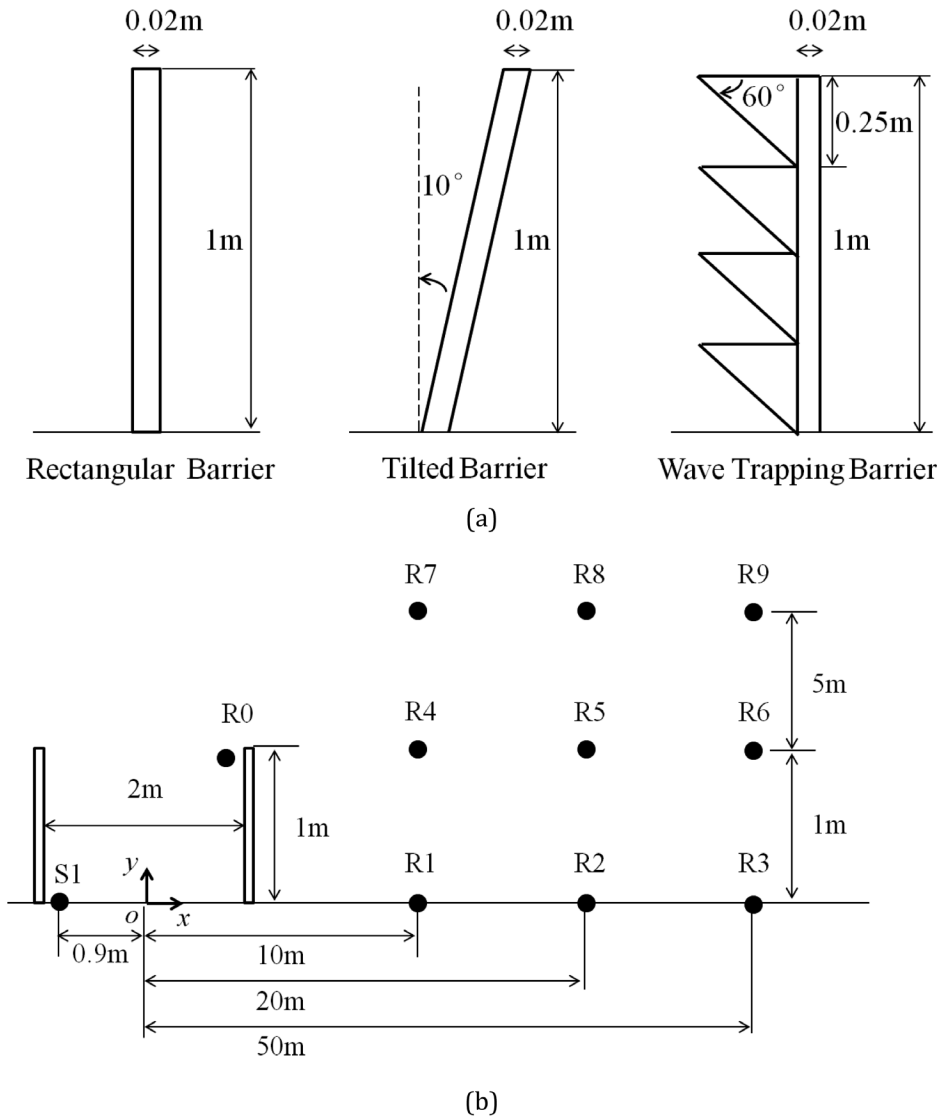 0.02m
0.02m
0.02m
60°
0.25m
10°
1m
1m
1m
Rectangular Barrier
Tilted Barrier
Wave Trapping Barrier
(a)
R7
R8
R9
5m
R0
R4
R5
R6
2m
1m
1m
S1
y
R1
R2
R3
o
x
0.9m
10m
20m
50m
(b)